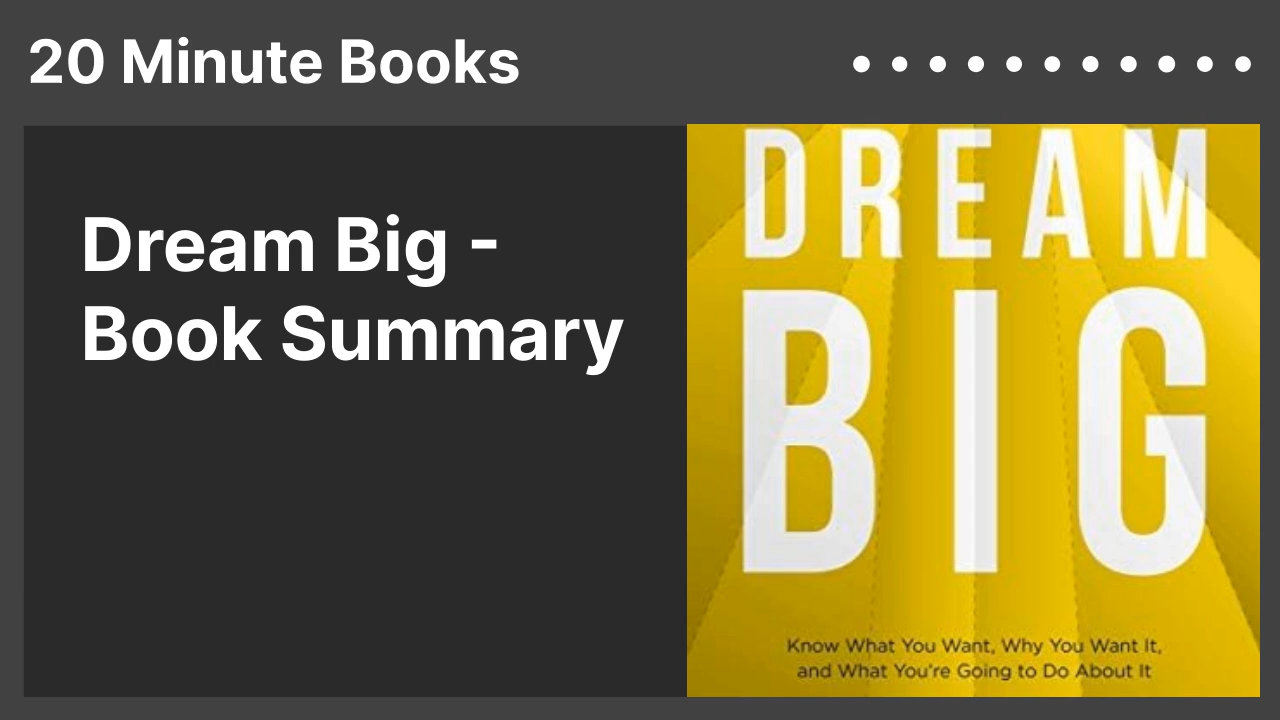 20 Minute Books
Dream Big -
Book Summary
DREAM
BIG
Know What You Want, Why You Want It,
and What You're Going to Do About It